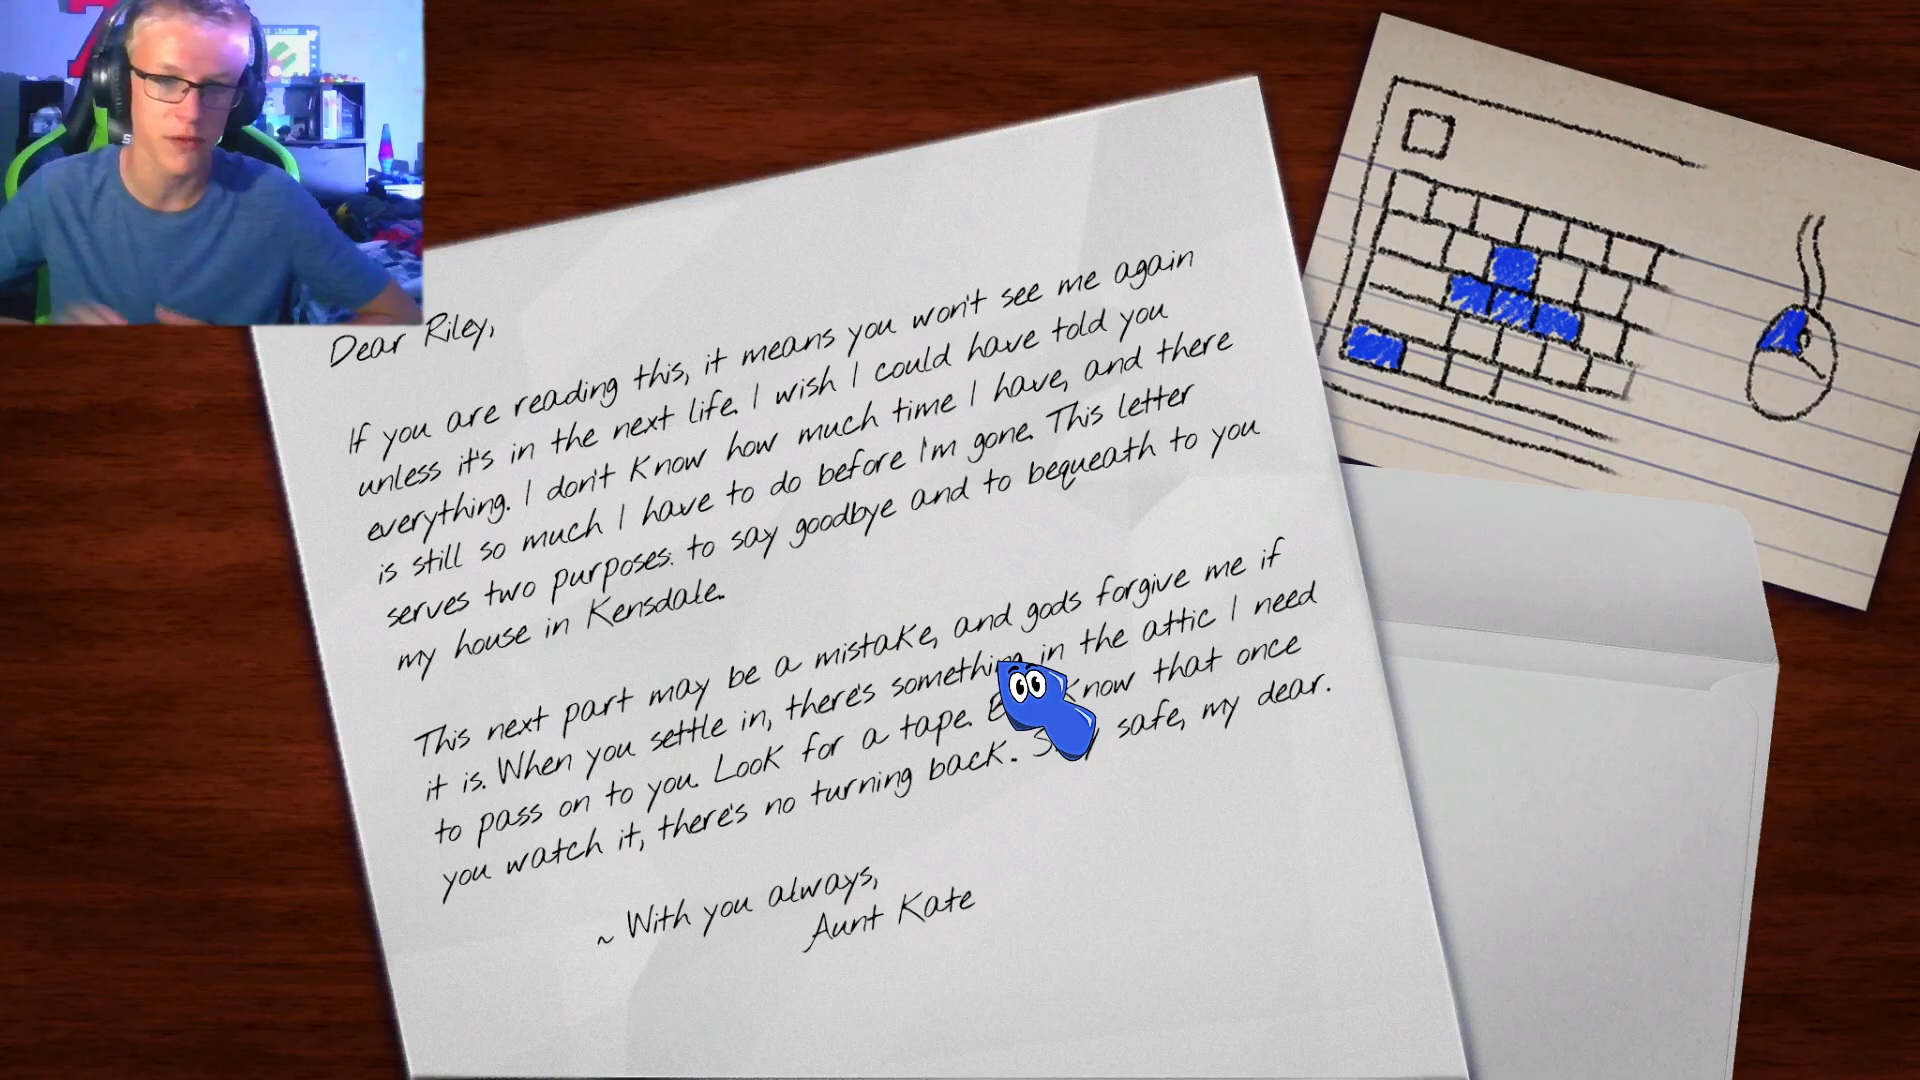 Dear Riley,
If you are reading this, it means you won't see me again
unless it's in the next life. I wish I could have told you
everything. I don't know how much time I have, and there
is still so much I have to do before I'm gone. This letter
serves two purposes: to say goodbye and to bequeath to you
my house in Kensdale.
This next part may be a mistake, and gods forgive me if
it is. When you settle in, there's something in the attic I need
to pass on to you. Look for a tape. know that once
you watch it, there's no turning back. safe, my dear.
~ With you always,
Aunt Kate